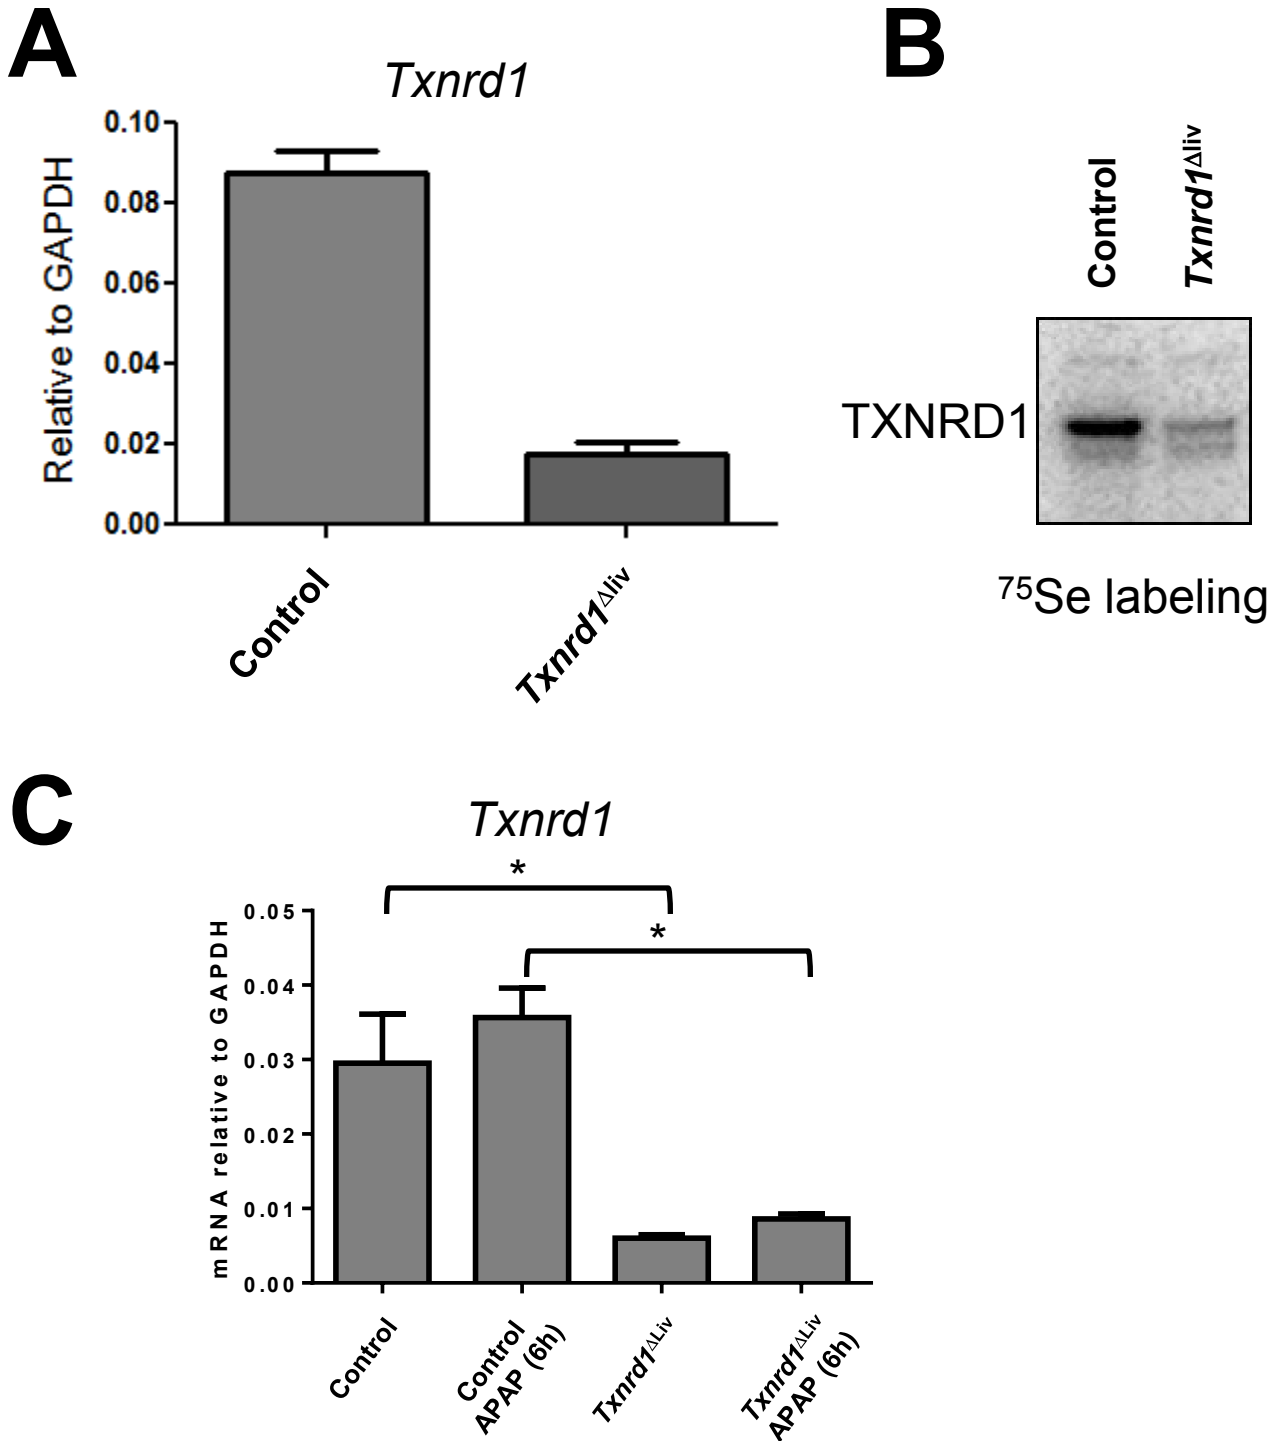 A
Txnrd1
Relative to GAPDH
0.10
0.08
0.06
0.04
0.02
0.00
Control
Txnrd1Δliv
B
Control
Txnrd1Δliv
TXNRD1
75Se labeling
C
Txnrd1
*
*
mRNA relative to GAPDH
0.05
0.04
0.03
0.02
0.01
0.00
Control
Control
APAP (6h)
Txnrd1ΔLiv
Txnrd1ΔLiv
APAP (6h)